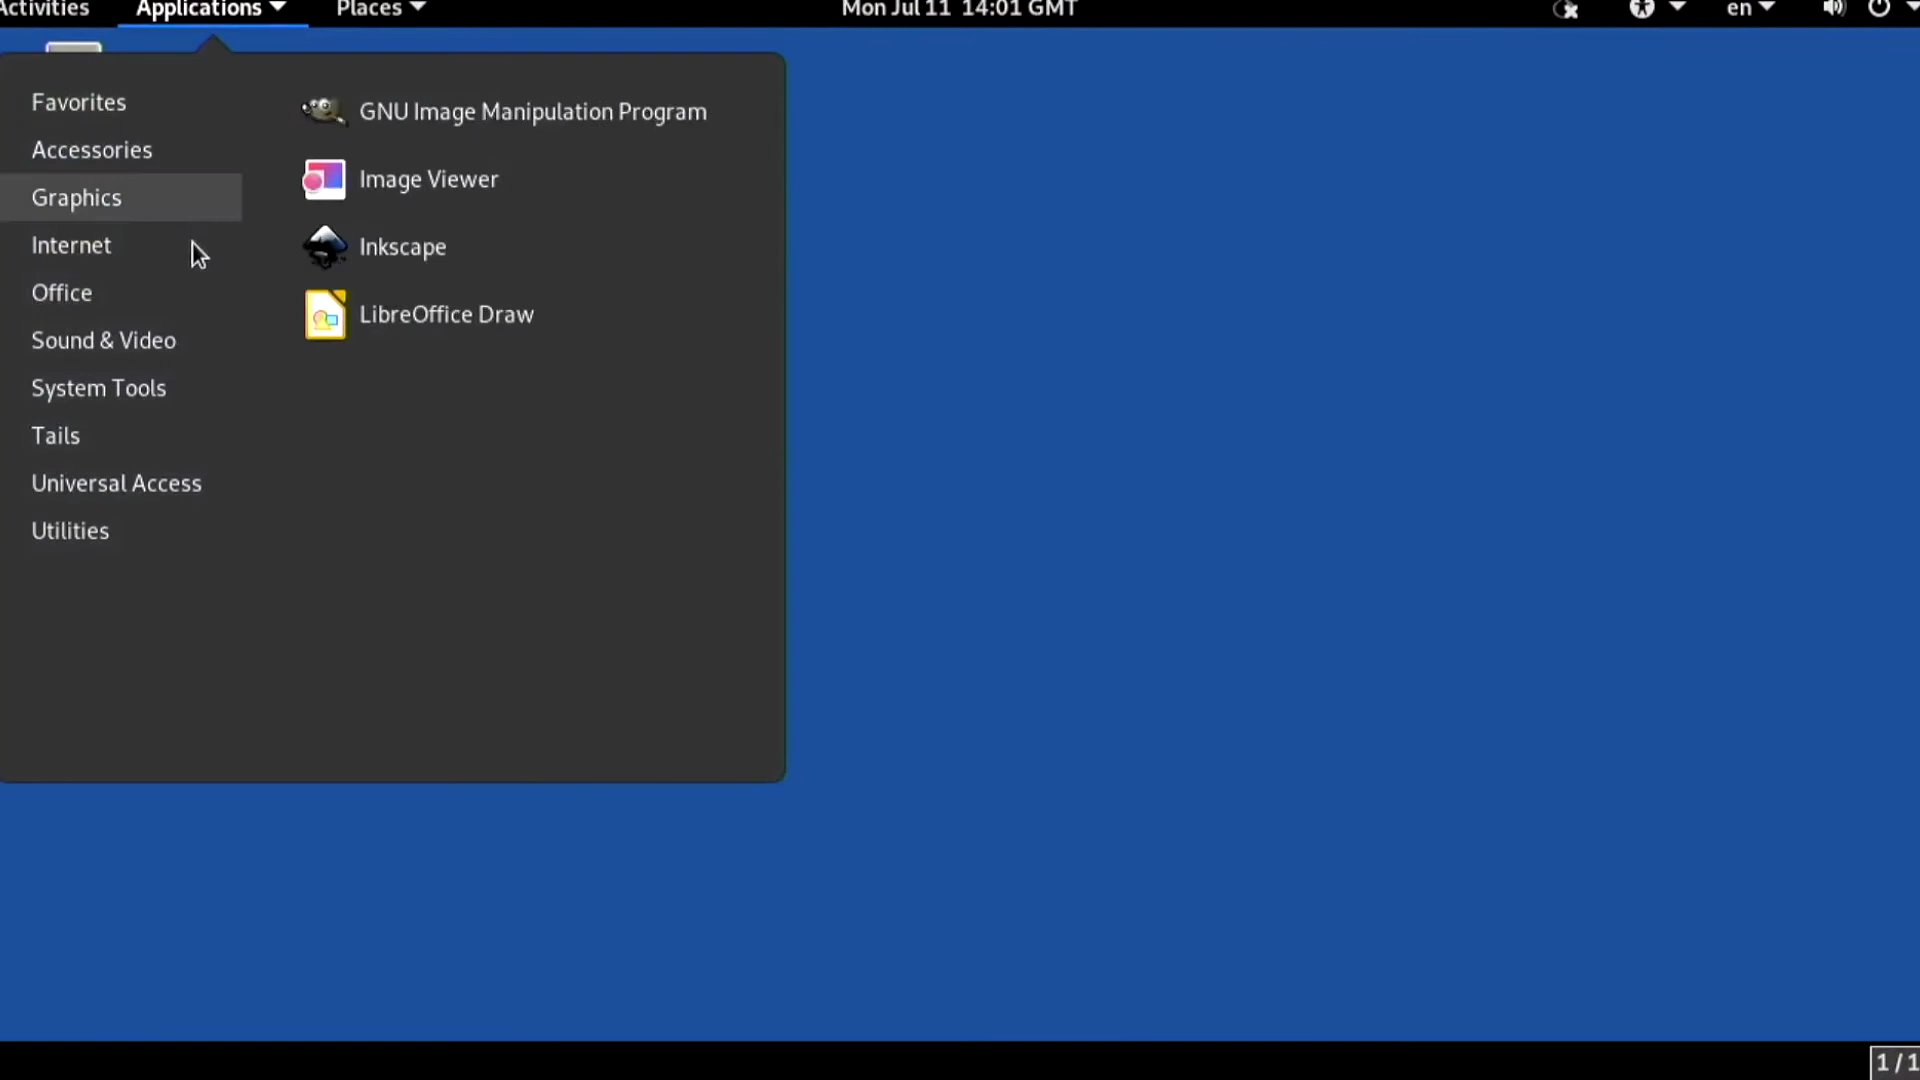 Activities Applications Places Mon Jul 11 14:01 GMT en
Favorites
Accessories
Graphics
Internet
Office
Sound & Video
System Tools
Tails
Universal Access
Utilities
GNU Image Manipulation Program
Image Viewer
Inkscape
LibreOffice Draw
1 / 1